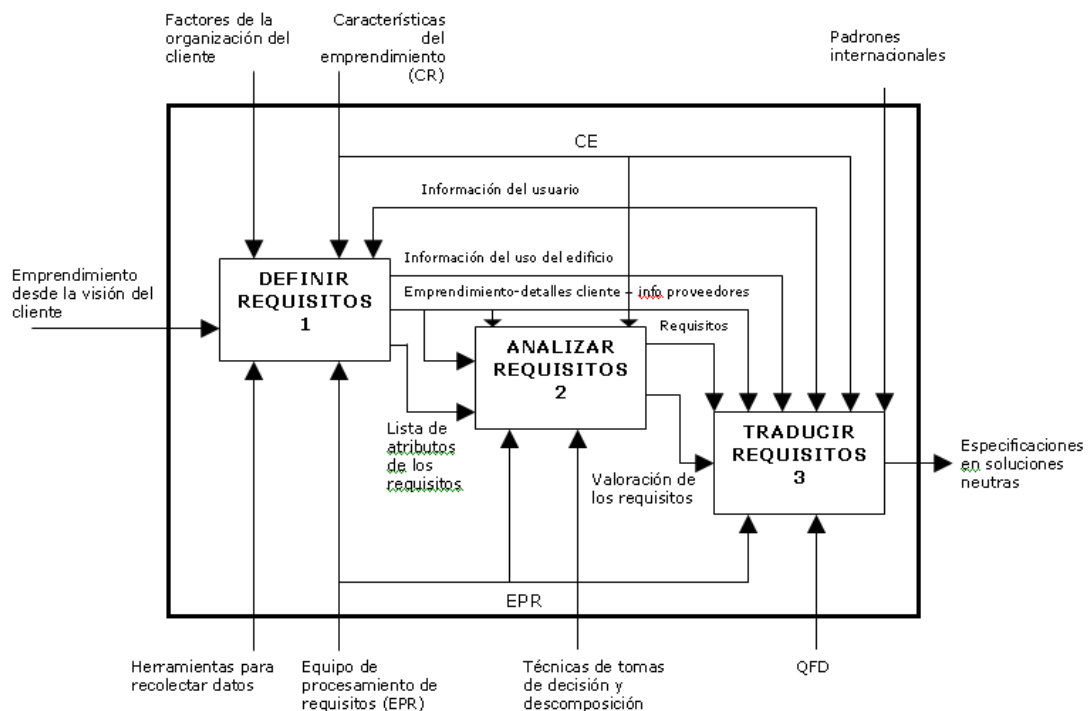 Factores de la
organización del
cliente
Características
del
emprendimiento
(CR)
Padrones
internacionales
CE
Información del usuario
Información del uso del edificio
Emprendimiento-detalles cliente – info proveedores
Emprendimiento
desde la visión del
cliente
DEFINIR
REQUISITOS
1
Requisitos
ANALIZAR
REQUISITOS
2
Lista de
atributos
de los
requisitos
Valoración de
los requisitos
TRADUCIR
REQUISITOS
3
Especificaciones
en soluciones
neutras
EPR
Herramientas para
recolectar datos
Equipo de
procesamiento de
requisitos (EPR)
Técnicas de tomas
de decisión y
descomposición
QFD